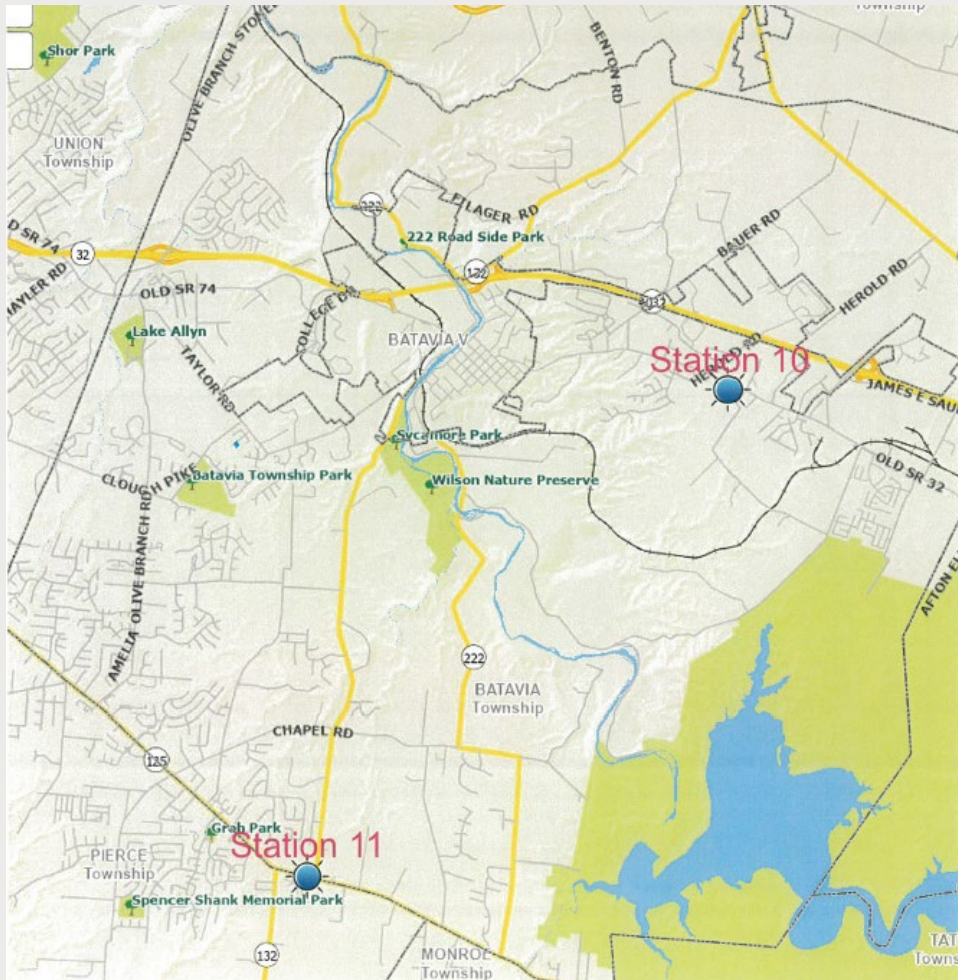 Township
Shor Park
OLIVE BRANCH STONE
BENTON RD
UNION
Township
222
FILAGER RD
222 Road Side Park
BAUER RD
D SR 74
32
132
HEROLD RD
HAYLER RD
OLD SR 74
COLLEGE DR
Lake Allyn
BATAVIA V
HEROLD RD
Station 10
TAYLOR RD
JAMES E SAU
Sycamore Park
OLD SR 32
CLOUGH PIKE
Batavia Township Park
Wilson Nature Preserve
AMELIA OLIVE BRANCH RD
AFTON EL
222
BATAVIA
Township
CHAPEL RD
125
Grah Park
Station 11
PIERCE
Township
Spencer Shank Memorial Park
132
MONROE
Township
TAT
Towns